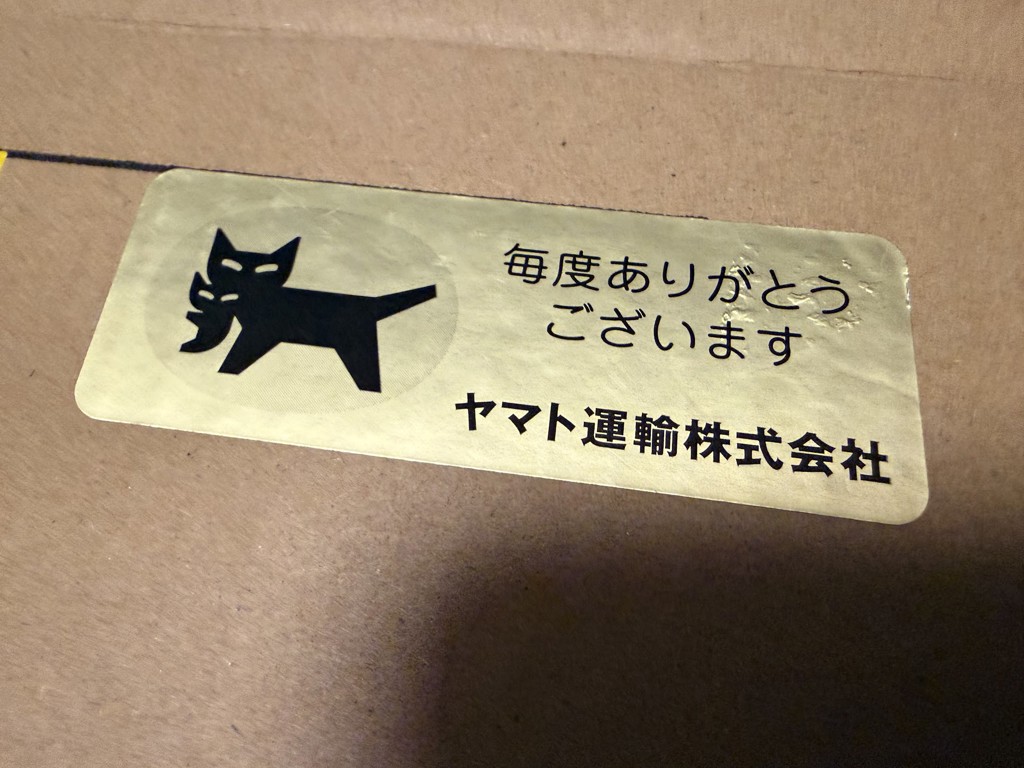 毎度ありがとう
ございます
ヤマト運輸株式会社